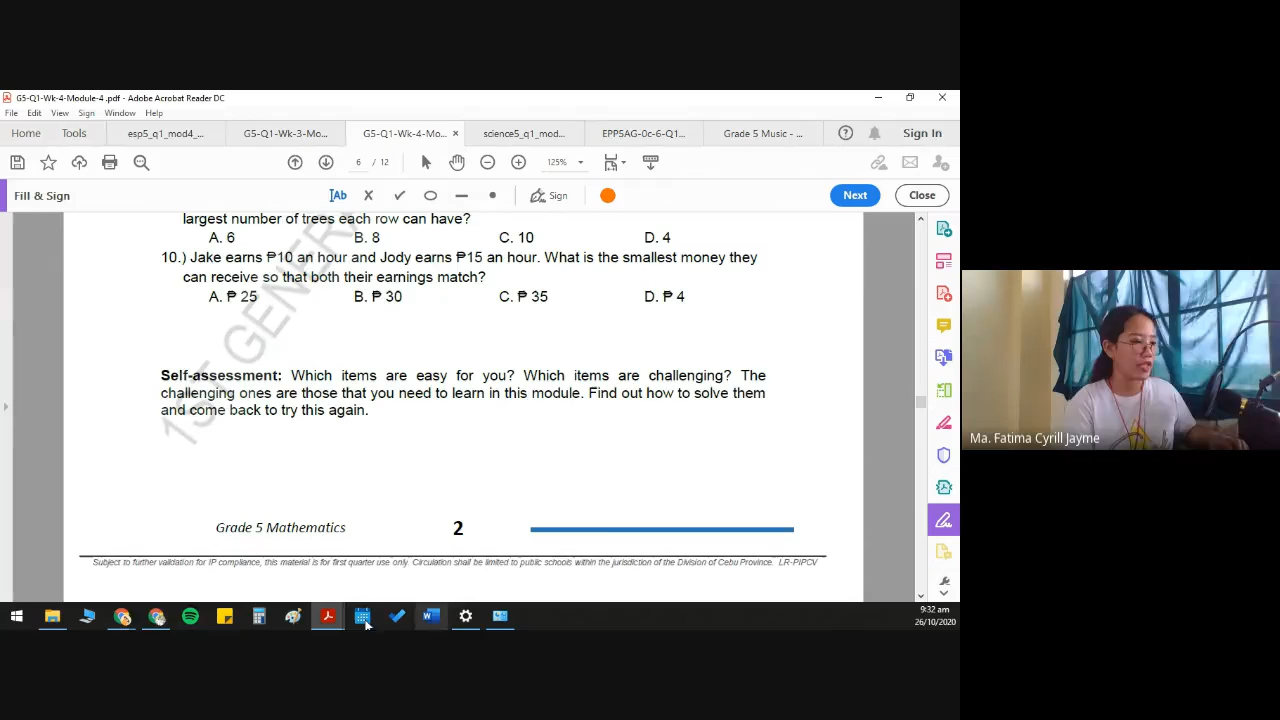 G5-Q1-Wk-4-Module-4 .pdf - Adobe Acrobat Reader DC
File Edit View Sign Window Help
Home Tools esp5_q1_mod4_... G5-Q1-Wk-3-Mo... G5-Q1-Wk-4-Mo... × science5_q1_mod... EPP5AG-0c-6-Q1... Grade 5 Music - ... Sign In
6 / 12 125%
Fill & Sign Ab Sign Next Close
largest number of trees each row can have?
A. 6 B. 8 C. 10 D. 4
10.) Jake earns ₱10 an hour and Jody earns ₱15 an hour. What is the smallest money they
can receive so that both their earnings match?
A. ₱ 25 B. ₱ 30 C. ₱ 35 D. ₱ 4
1ST GENERA
Self-assessment: Which items are easy for you? Which items are challenging? The
challenging ones are those that you need to learn in this module. Find out how to solve them
and come back to try this again.
Grade 5 Mathematics 2
Subject to further validation for IP compliance, this material is for first quarter use only. Circulation shall be limited to public schools within the jurisdiction of the Division of Cebu Province. LR-PIPCV
9:32 am
26/10/2020
Ma. Fatima Cyrill Jayme